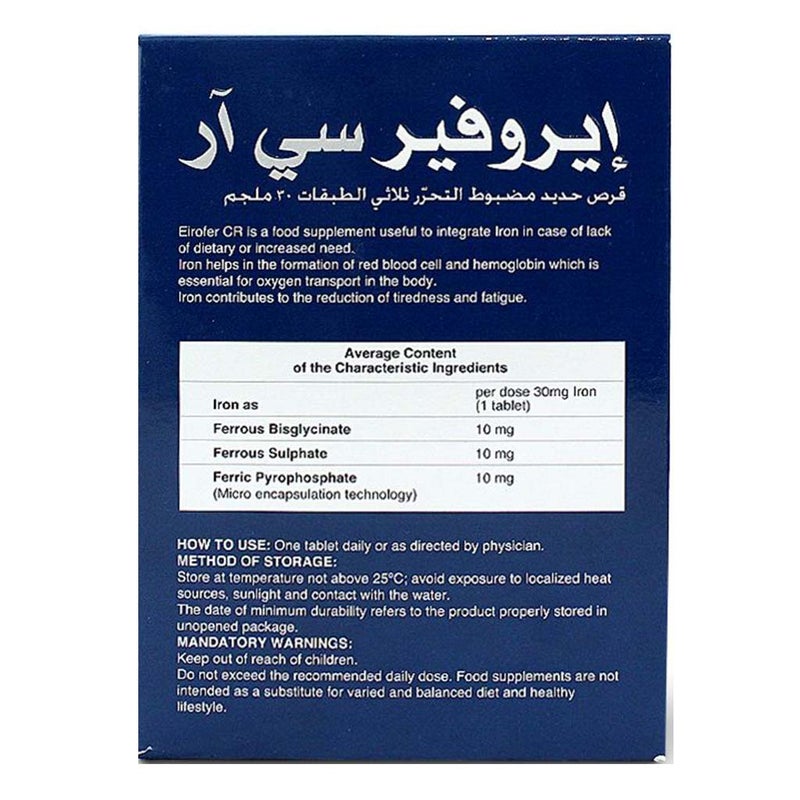 إيروفير سي آر
قرص حديد مضبوط التحرّر ثلاثي الطبقات ٣٠ ملجم
Eirofer CR is a food supplement useful to integrate Iron in case of lack
of dietary or increased need.
Iron helps in the formation of red blood cell and hemoglobin which is
essential for oxygen transport in the body.
Iron contributes to the reduction of tiredness and fatigue.
Average Content
of the Characteristic Ingredients
Iron as per dose 30mg Iron
(1 tablet)
Ferrous Bisglycinate 10 mg
Ferrous Sulphate 10 mg
Ferric Pyrophosphate 10 mg
(Micro encapsulation technology)
HOW TO USE: One tablet daily or as directed by physician.
METHOD OF STORAGE:
Store at temperature not above 25ºC; avoid exposure to localized heat
sources, sunlight and contact with the water.
The date of minimum durability refers to the product properly stored in
unopened package.
MANDATORY WARNINGS:
Keep out of reach of children.
Do not exceed the recommended daily dose. Food supplements are not
intended as a substitute for varied and balanced diet and healthy
lifestyle.